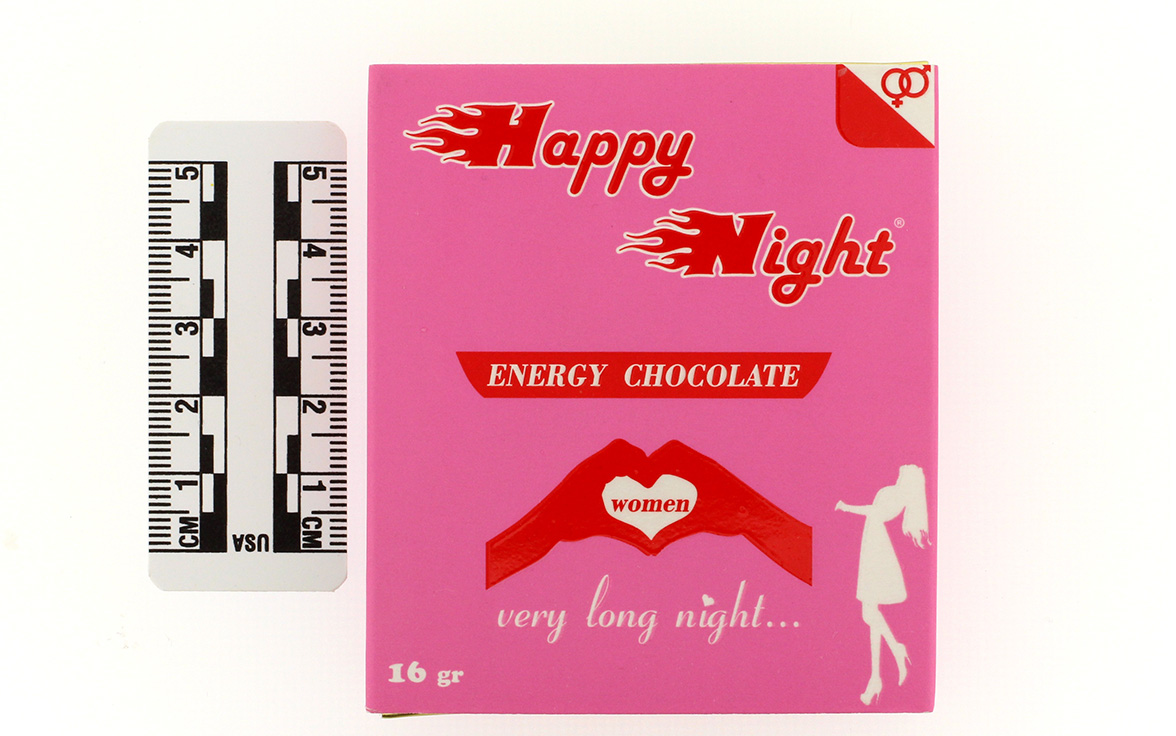 Happy
Night®
ENERGY CHOCOLATE
women
very long night...
16 gr
5 5
4 4
3 3
2 2
1 1
CM USA CM